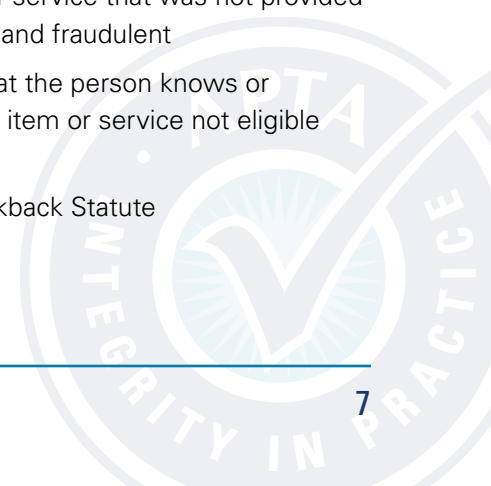 r service that was not provided
and fraudulent
at the person knows or
item or service not eligible
kback Statute
7
APTA
INTEGRITY IN PRACTICE